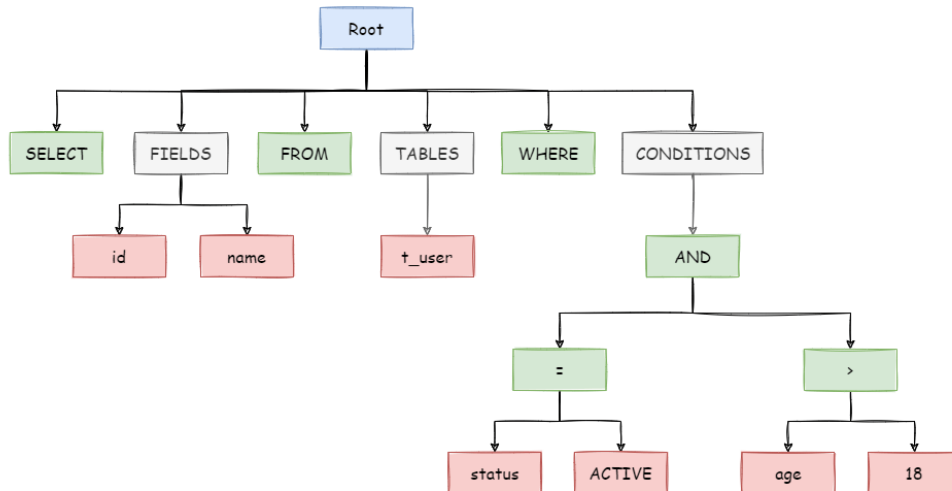 Root
SELECT FIELDS FROM TABLES WHERE CONDITIONS
id name t_user AND
= >
status ACTIVE age 18